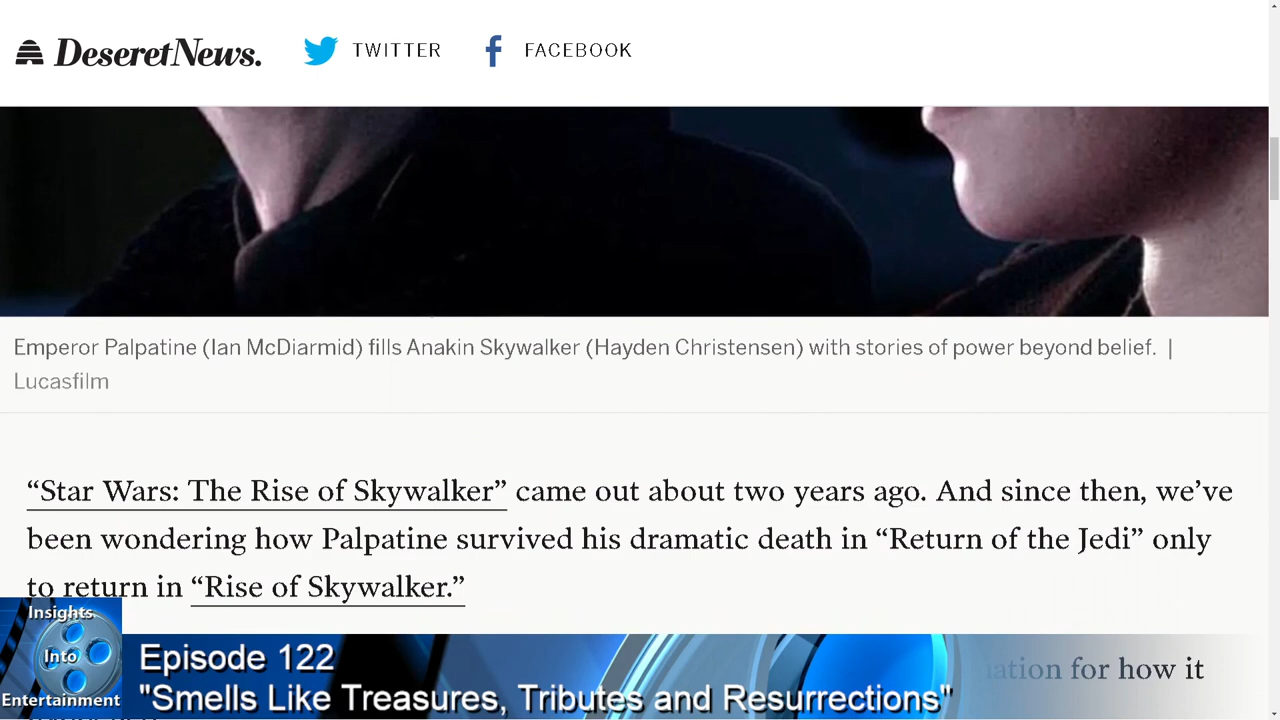 DeseretNews. TWITTER FACEBOOK
Emperor Palpatine (Ian McDiarmid) fills Anakin Skywalker (Hayden Christensen) with stories of power beyond belief. |
Lucasfilm
“Star Wars: The Rise of Skywalker” came out about two years ago. And since then, we’ve
been wondering how Palpatine survived his dramatic death in “Return of the Jedi” only
to return in “Rise of Skywalker.”
for how it
Insights
Into
Entertainment
Episode 122
"Smells Like Treasures, Tributes and Resurrections"